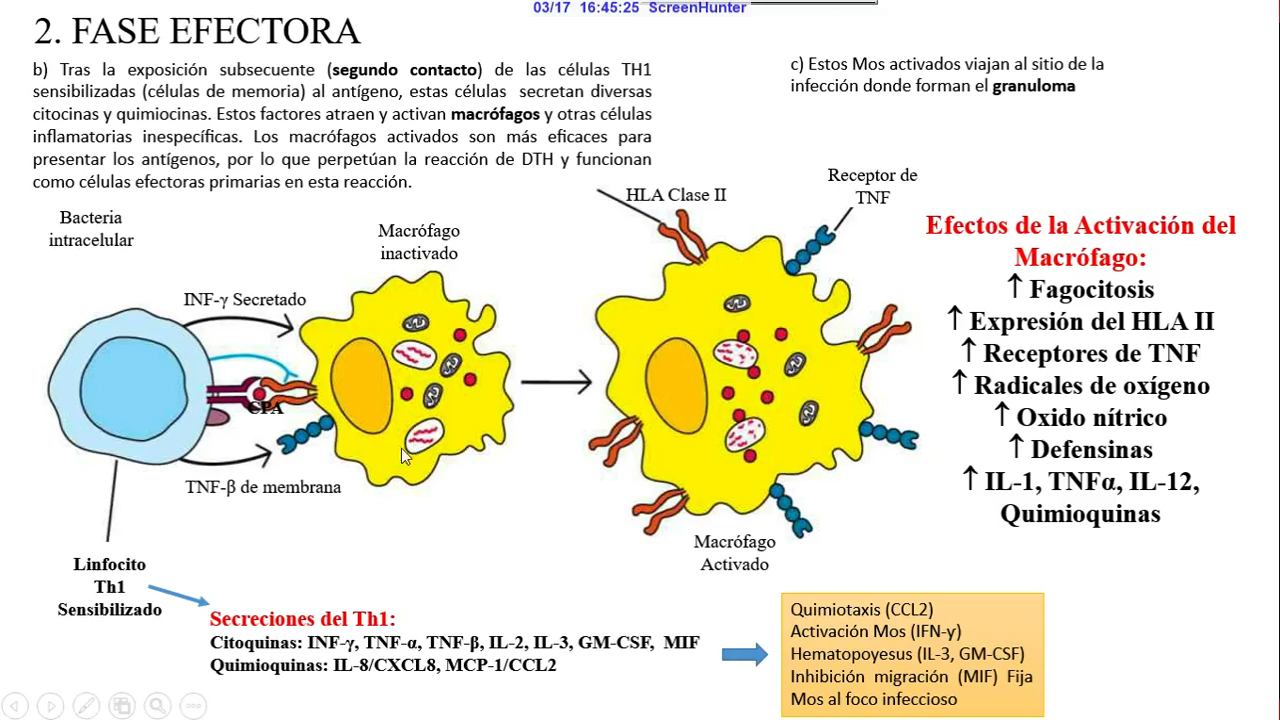 03/17 16:45:25 ScreenHunter
2. FASE EFECTORA
b) Tras la exposición subsecuente (segundo contacto) de las células TH1
sensibilizadas (células de memoria) al antígeno, estas células secretan diversas
citocinas y quimiocinas. Estos factores atraen y activan macrófagos y otras células
inflamatorias inespecíficas. Los macrófagos activados son más eficaces para
presentar los antígenos, por lo que perpetúan la reacción de DTH y funcionan
como células efectoras primarias en esta reacción.
c) Estos Mos activados viajan al sitio de la
infección donde forman el granuloma
Bacteria
intracelular
Macrófago
inactivado
HLA Clase II
Receptor de
TNF
INF-γ Secretado
CPA
TNF-β de membrana
Linfocito
Th1
Sensibilizado
Macrófago
Activado
Efectos de la Activación del
Macrófago:
↑ Fagocitosis
↑ Expresión del HLA II
↑ Receptores de TNF
↑ Radicales de oxígeno
↑ Oxido nítrico
↑ Defensinas
↑ IL-1, TNFα, IL-12,
Quimioquinas
Secreciones del Th1:
Citoquinas: INF-γ, TNF-α, TNF-β, IL-2, IL-3, GM-CSF, MIF
Quimioquinas: IL-8/CXCL8, MCP-1/CCL2
Quimiotaxis (CCL2)
Activación Mos (IFN-y)
Hematopoyesus (IL-3, GM-CSF)
Inhibición migración (MIF) Fija
Mos al foco infeccioso